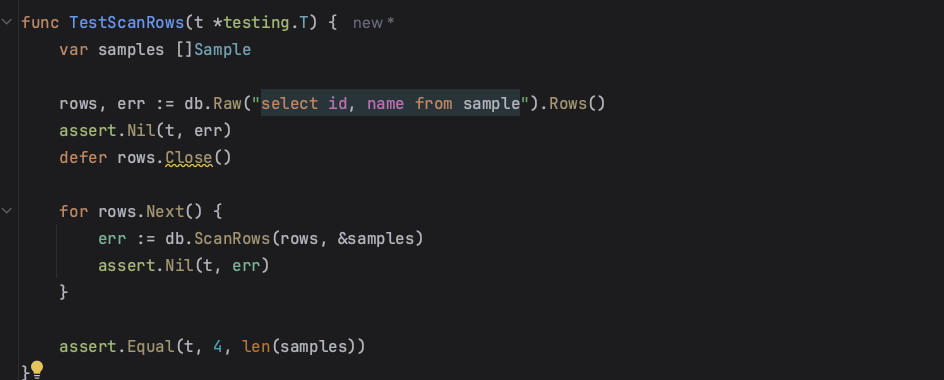 func TestScanRows(t *testing.T) { new *
var samples []Sample
rows, err := db.Raw("select id, name from sample").Rows()
assert.Nil(t, err)
defer rows.Close()
for rows.Next() {
err := db.ScanRows(rows, &samples)
assert.Nil(t, err)
}
assert.Equal(t, 4, len(samples))
}